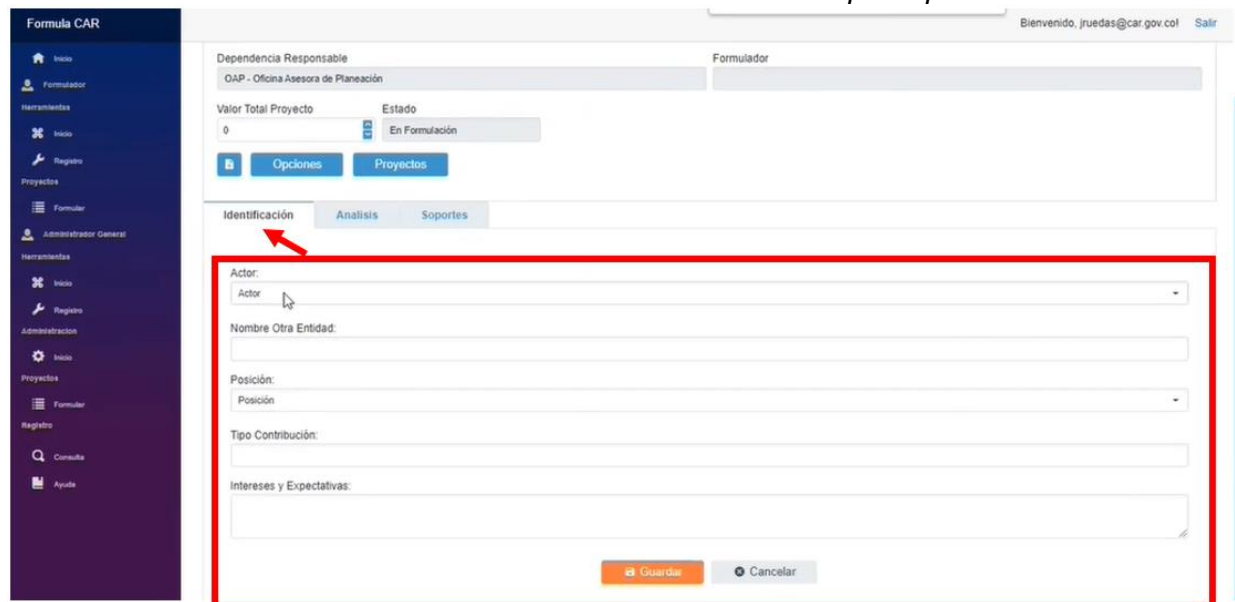 Formula CAR
Bienvenido, jruedas@car.gov.co! Salir
Inicio
Formulador
Herramientas
Inicio
Registro
Proyectos
Formular
Administrador General
Herramientas
Inicio
Registro
Administracion
Inicio
Proyectos
Formular
Registro
Consulta
Ayuda
Dependencia Responsable Formulador
OAP - Oficina Asesora de Planeación
Valor Total Proyecto Estado
0 En Formulación
Opciones Proyectos
Identificación Analisis Soportes
Actor:
Actor
Nombre Otra Entidad:
Posición:
Posición
Tipo Contribución:
Intereses y Expectativas:
Guardar Cancelar